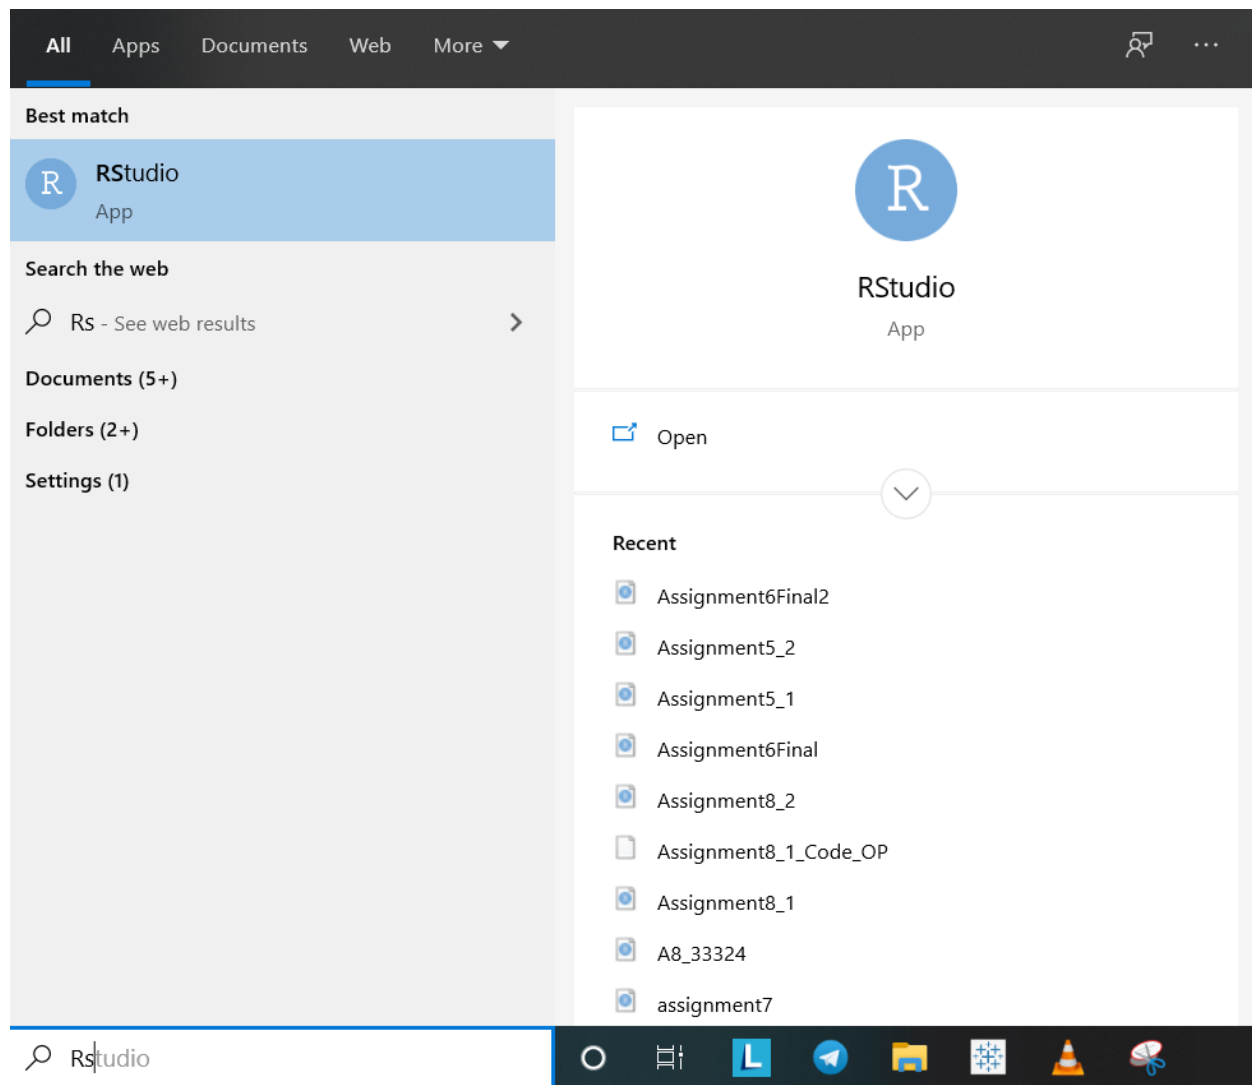 All Apps Documents Web More
Best match
R RStudio
App
Search the web
Rs - See web results
Documents (5+)
Folders (2+)
Settings (1)
R
RStudio
App
Open
Recent
Assignment6Final2
Assignment5_2
Assignment5_1
Assignment6Final
Assignment8_2
Assignment8_1_Code_OP
Assignment8_1
A8_33324
assignment7
Rstudio
L